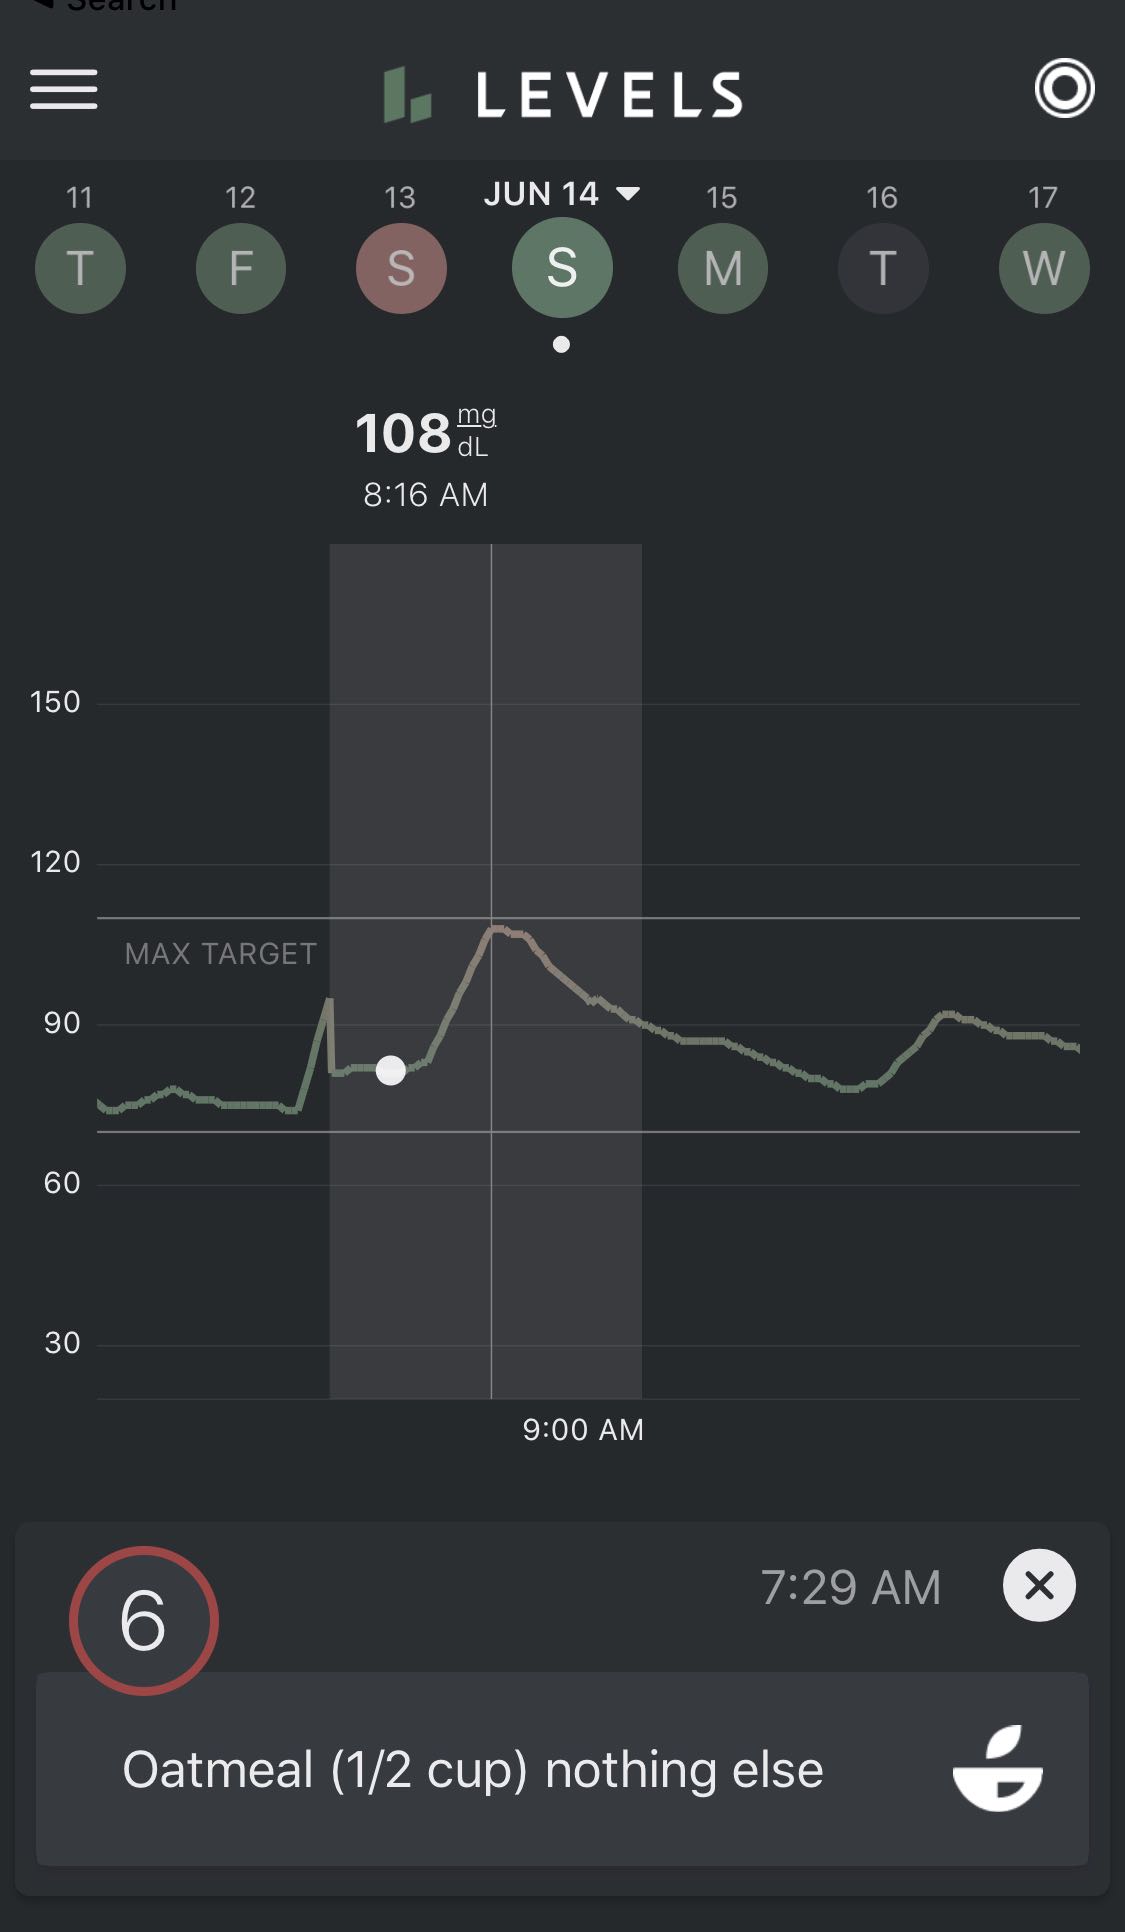 Search
LEVELS
11 12 13 JUN 14 15 16 17
T F S S M T W
108 mg
dL
8:16 AM
150
120
MAX TARGET
90
60
30
9:00 AM
6
7:29 AM
Oatmeal (1/2 cup) nothing else